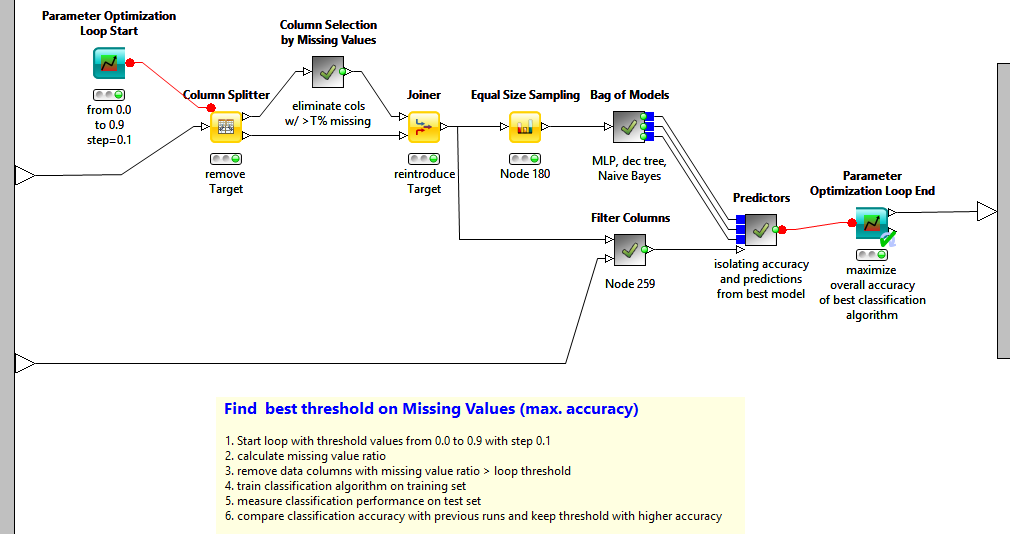 Parameter Optimization
Loop Start
from 0.0
to 0.9
step=0.1
Column Splitter
remove
Target
Column Selection
by Missing Values
eliminate cols
w/ >T% missing
Joiner
reintroduce
Target
Equal Size Sampling
Node 180
Bag of Models
MLP, dec tree,
Naive Bayes
Filter Columns
Node 259
Predictors
isolating accuracy
and predictions
from best model
Parameter
Optimization Loop End
maximize
overall accuracy
of best classification
algorithm
Find  best threshold on Missing Values (max. accuracy)
1. Start loop with threshold values from 0.0 to 0.9 with step 0.1
2. calculate missing value ratio
3. remove data columns with missing value ratio > loop threshold
4. train classification algorithm on training set
5. measure classification performance on test set
6. compare classification accuracy with previous runs and keep threshold with higher accuracy